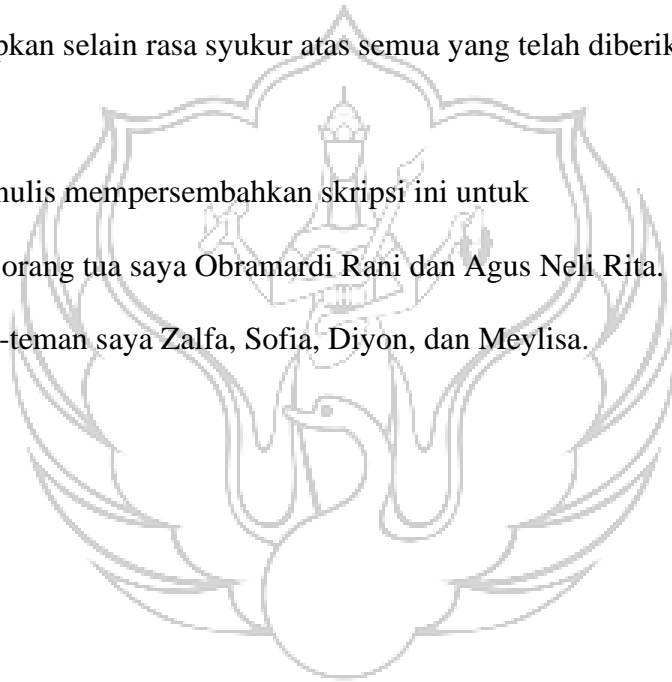 pkan selain rasa syukur atas semua yang telah diberik
nulis mempersembahkan skripsi ini untuk
orang tua saya Obramardi Rani dan Agus Neli Rita.
-teman saya Zalfa, Sofia, Diyon, dan Meylisa.